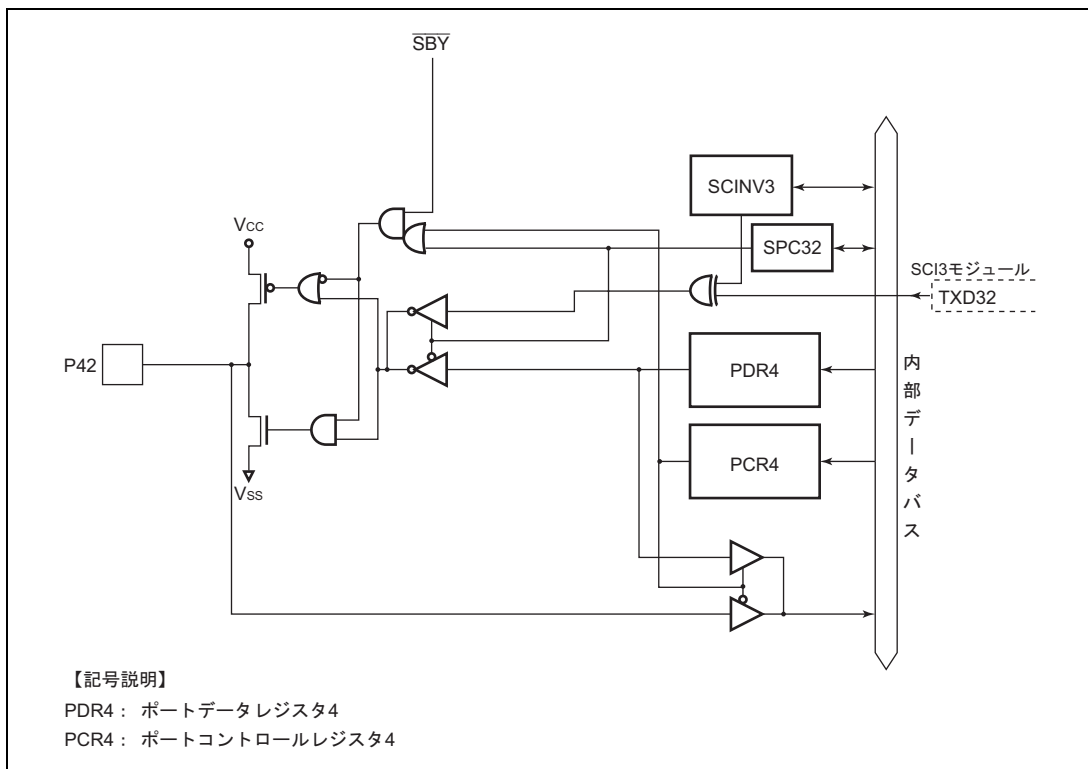 SBY
SCINV3
VCC
SPC32
SCI3モジュール
TXD32
P42
PDR4
内部データバス
PCR4
VSS
【記号説明】
PDR4： ポートデータレジスタ4
PCR4： ポートコントロールレジスタ4